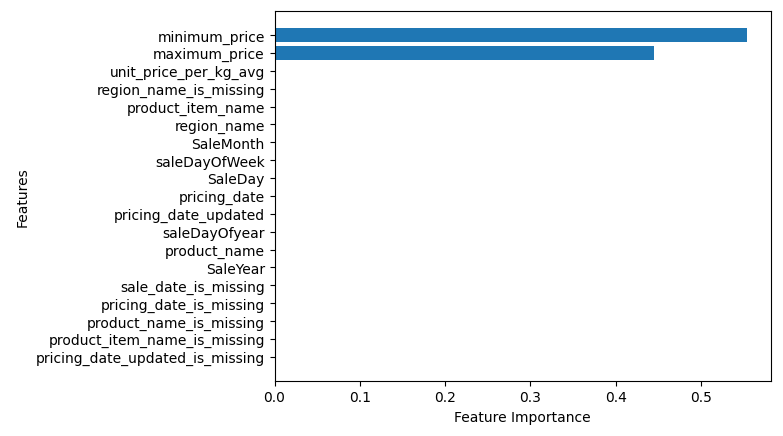 minimum_price
maximum_price
unit_price_per_kg_avg
region_name_is_missing
product_item_name
region_name
SaleMonth
saleDayOfWeek
SaleDay
pricing_date
pricing_date_updated
saleDayOfyear
product_name
SaleYear
sale_date_is_missing
pricing_date_is_missing
product_name_is_missing
product_item_name_is_missing
pricing_date_updated_is_missing
Features
0.0 0.1 0.2 0.3 0.4 0.5
Feature Importance